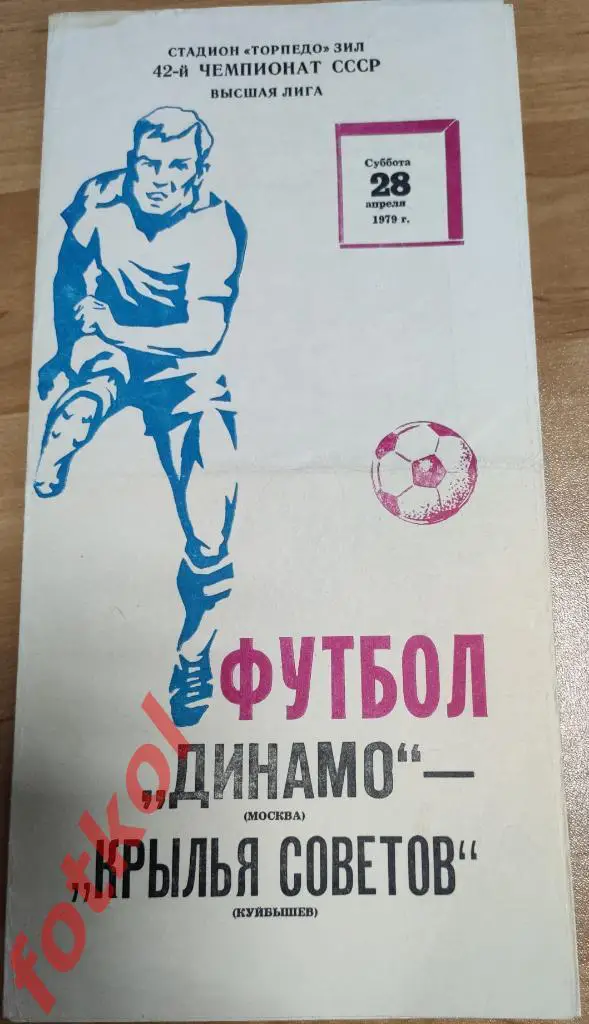 СТАДИОН «ТОРПЕДО» ЗИЛ
42-й ЧЕМПИОНАТ СССР
ВЫСШАЯ ЛИГА
Суббота
28
апреля
1979 г.
ФУТБОЛ
„ДИНАМО“—
(МОСКВА)
„КРЫЛЬЯ СОВЕТОВ“
(КУЙБЫШЕВ)
fotkol